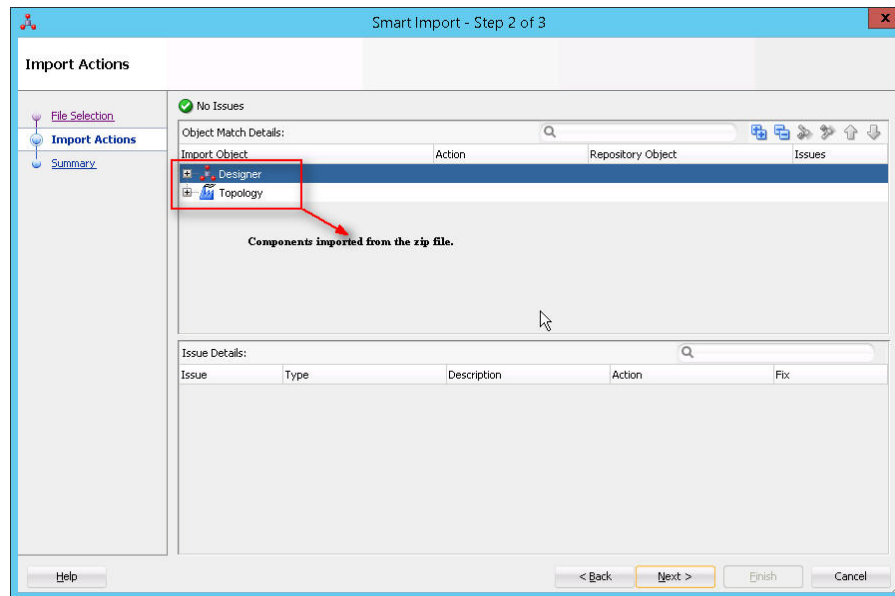 Smart Import - Step 2 of 3
x
Import Actions
File Selection
Import Actions
Summary
No Issues
Object Match Details:
Import Object Action Repository Object Issues
Designer
Topology
Components imported from the zip file.
Issue Details:
Issue Type Description Action Fix
Help < Back Next > Finish Cancel